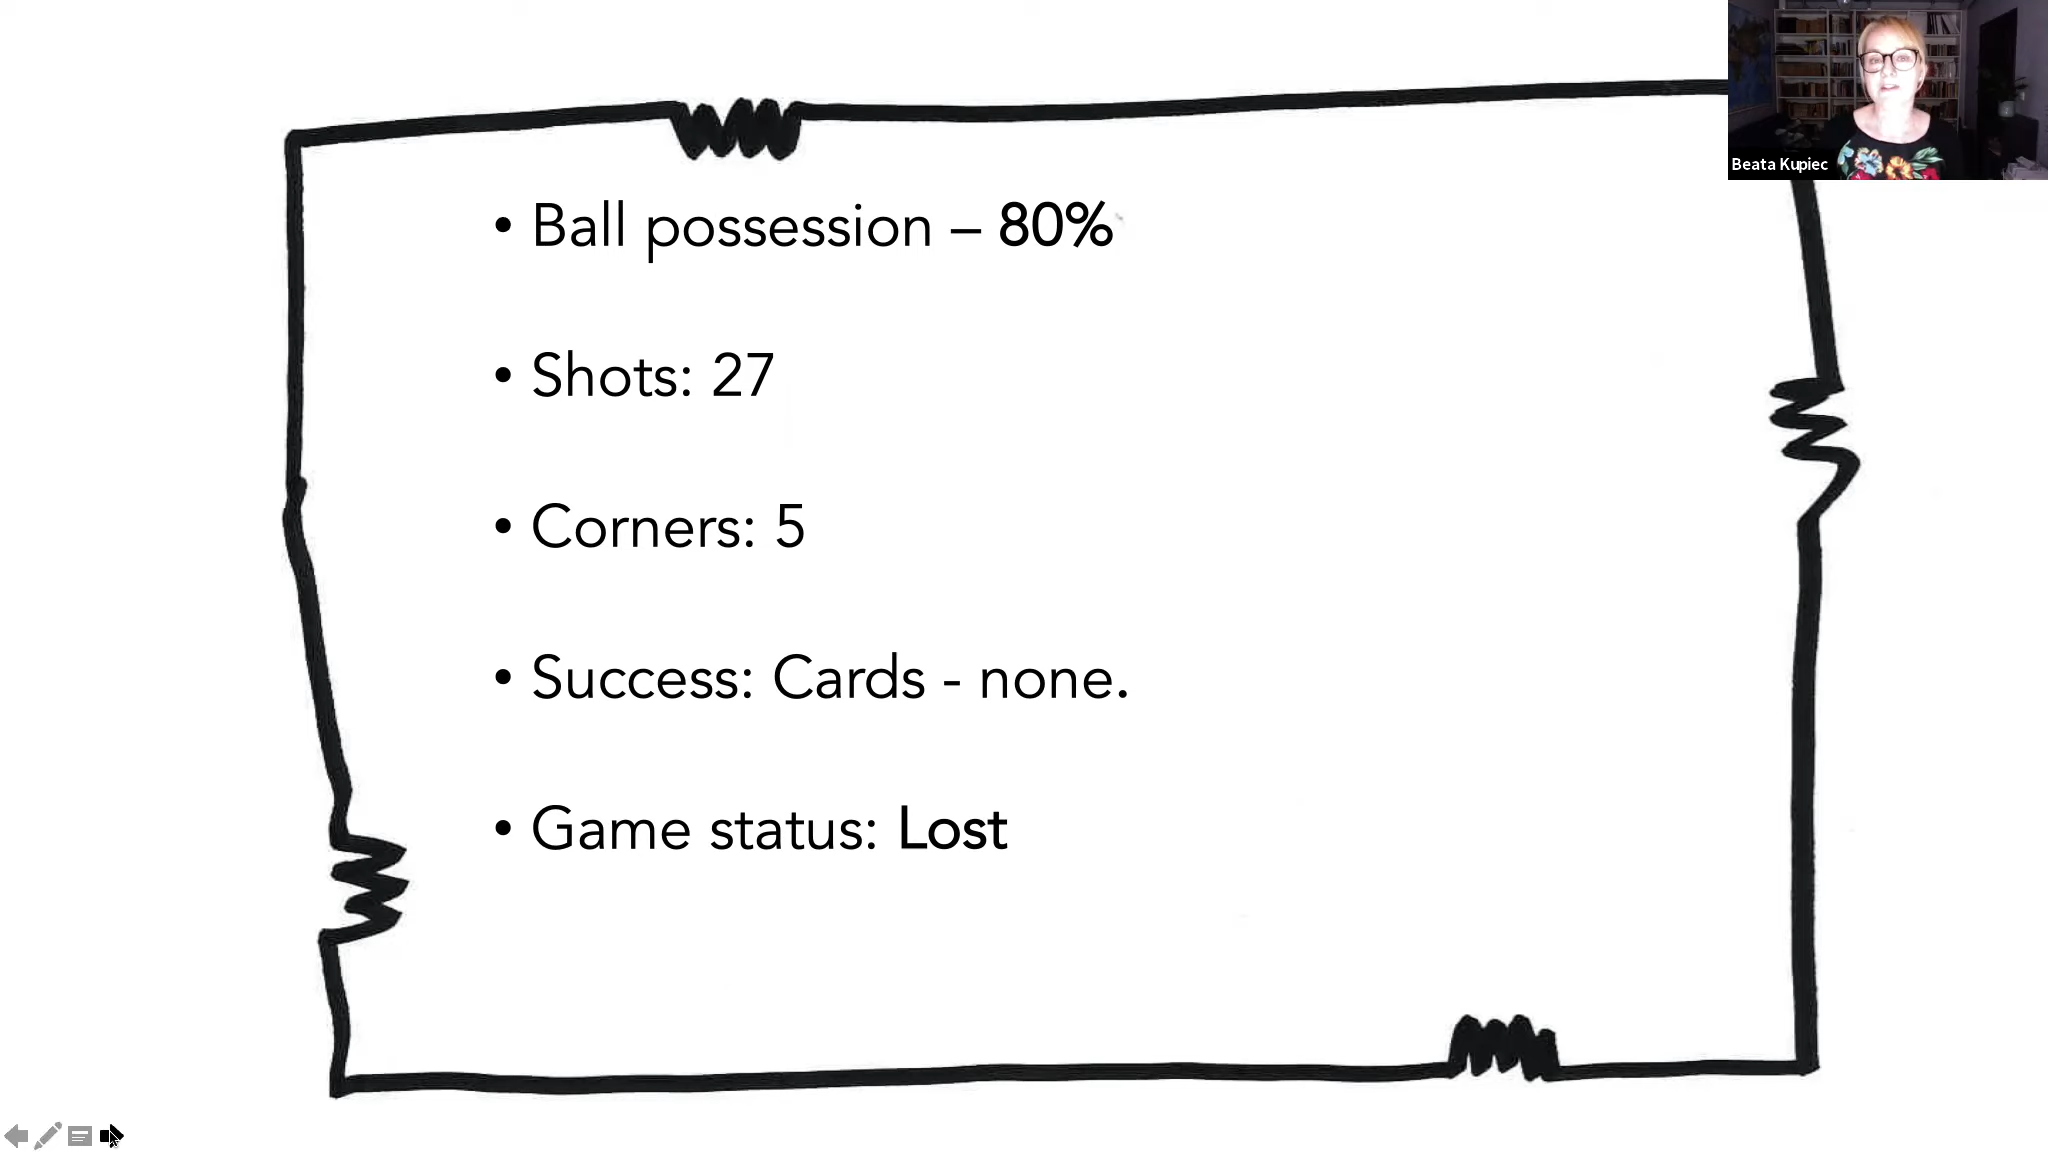 Beata Kupiec
• Ball possession – 80%
• Shots: 27
• Corners: 5
• Success: Cards - none.
• Game status: Lost